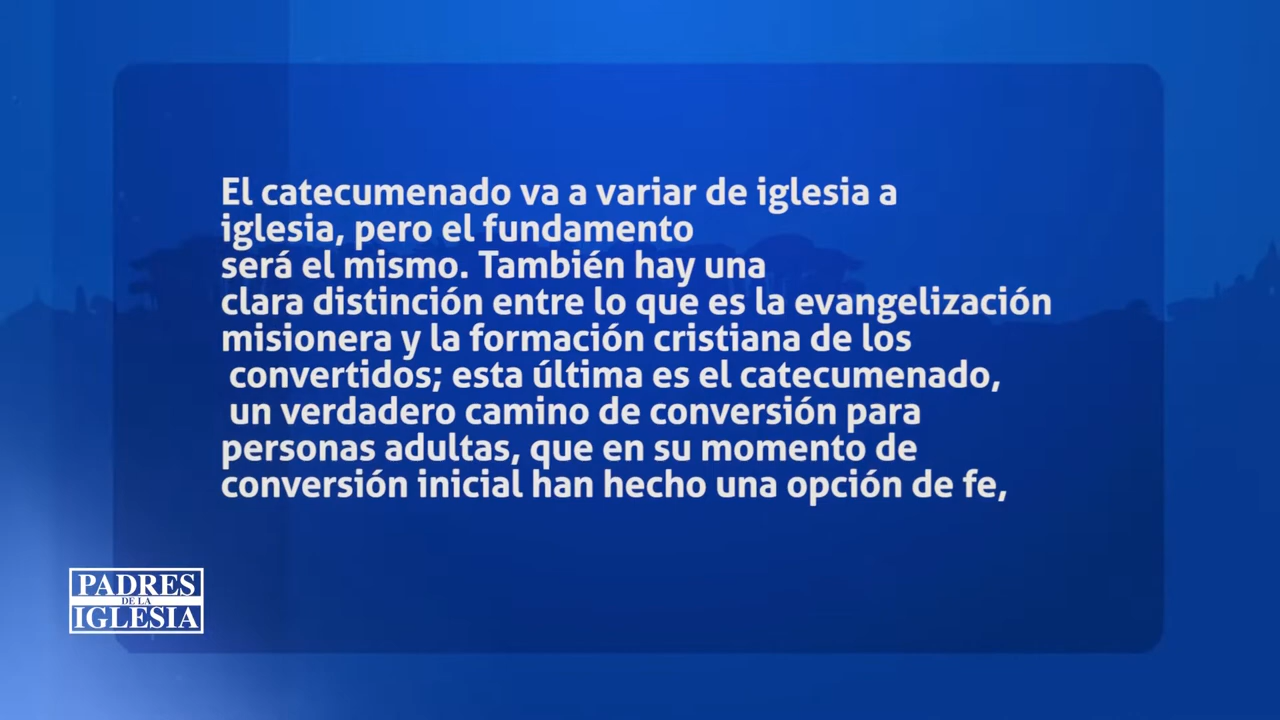 El catecumenado va a variar de iglesia a
iglesia, pero el fundamento
será el mismo. También hay una
clara distinción entre lo que es la evangelización
misionera y la formación cristiana de los
convertidos; esta última es el catecumenado,
un verdadero camino de conversión para
personas adultas, que en su momento de
conversión inicial han hecho una opción de fe,
PADRES
DE LA
IGLESIA